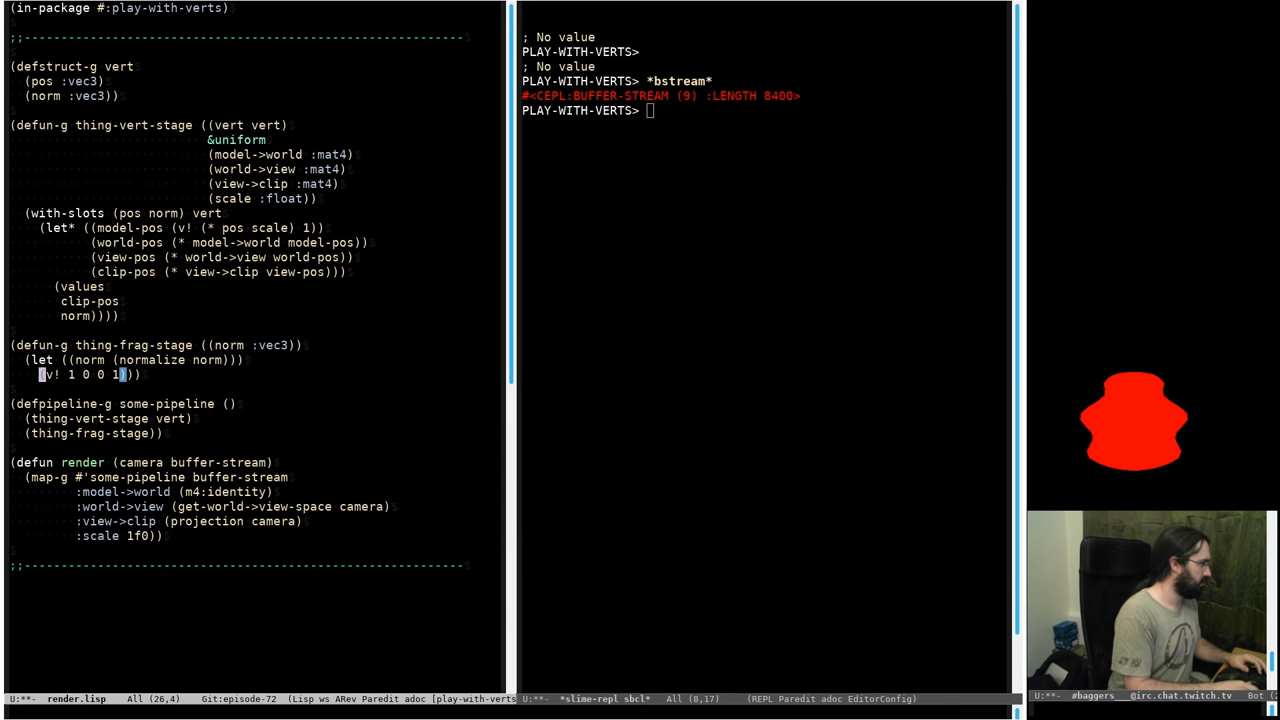 (in-package #:play-with-verts)
;;------------------------------------------------------------
(defstruct-g vert
  (pos :vec3)
  (norm :vec3))
(defun-g thing-vert-stage ((vert vert)
                           &uniform
                           (model->world :mat4)
                           (world->view :mat4)
                           (view->clip :mat4)
                           (scale :float))
  (with-slots (pos norm) vert
    (let* ((model-pos (v! (* pos scale) 1))
           (world-pos (* model->world model-pos))
           (view-pos (* world->view world-pos))
           (clip-pos (* view->clip view-pos)))
      (values
       clip-pos
       norm))))
(defun-g thing-frag-stage ((norm :vec3))
  (let ((norm (normalize norm)))
    (v! 1 0 0 1)))
(defpipeline-g some-pipeline ()
  (thing-vert-stage vert)
  (thing-frag-stage))
(defun render (camera buffer-stream)
  (map-g #'some-pipeline buffer-stream
         :model->world (m4:identity)
         :world->view (get-world->view-space camera)
         :view->clip (projection camera)
         :scale 1f0))
;;------------------------------------------------------------
U:**-  render.lisp    All (26,4)    Git:episode-72  (Lisp ws ARev Paredit adoc [play-with-verts
; No value
PLAY-WITH-VERTS>
; No value
PLAY-WITH-VERTS> *bstream*
#<CEPL:BUFFER-STREAM (9) :LENGTH 8400>
PLAY-WITH-VERTS>
U:**-  *slime-repl sbcl*    All (8,17)    (REPL Paredit adoc EditorConfig)
U:**-  #baggers___@irc.chat.twitch.tv    Bot (2